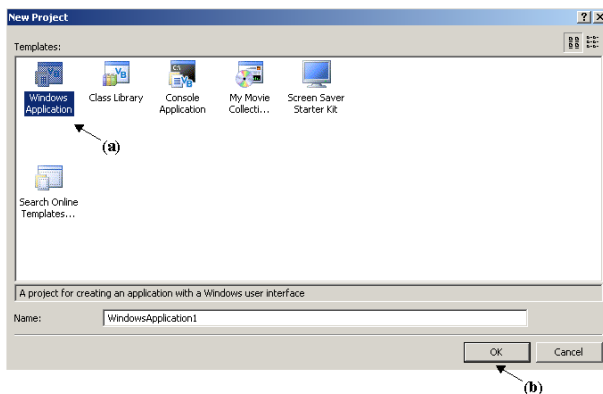 New Project
Templates:
Windows
Application
Class Library
Console
Application
My Movie
Collecti...
Screen Saver
Starter Kit
(a)
Search Online
Templates...
A project for creating an application with a Windows user interface
Name:
WindowsApplication1
OK
Cancel
(b)